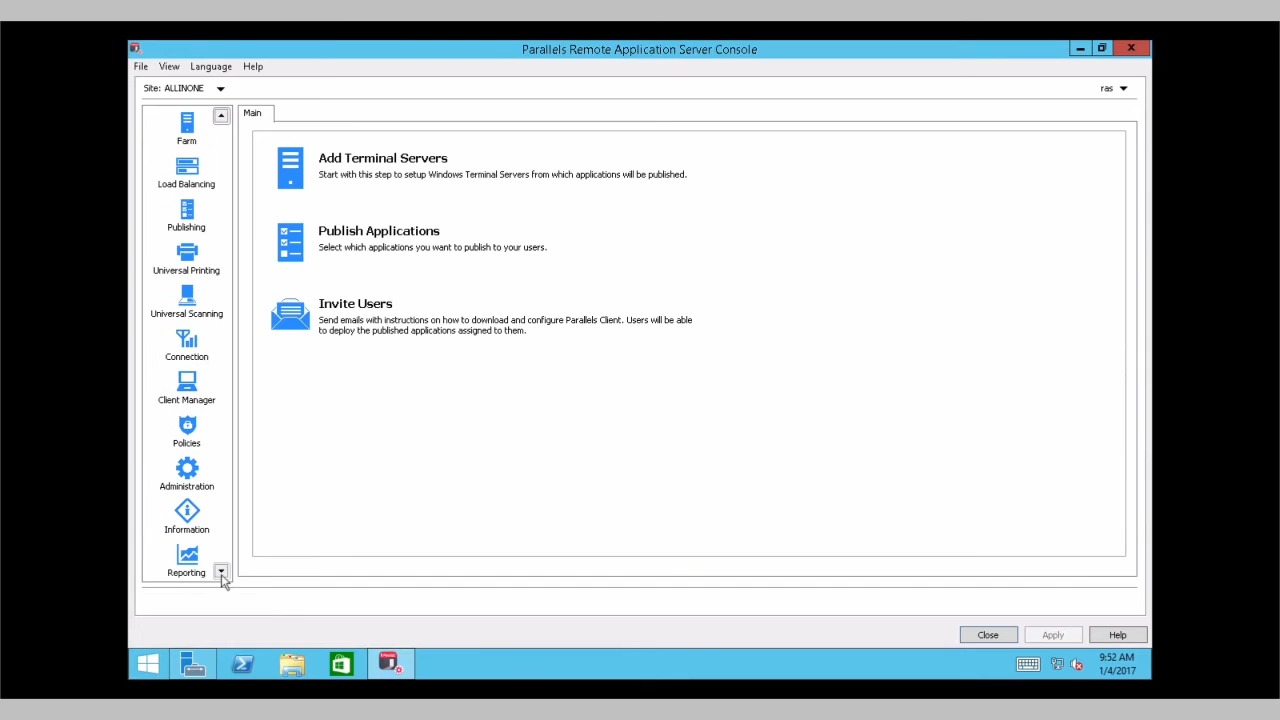 Parallels Remote Application Server Console
File View Language Help
Site: ALLINONE
ras
Main
Farm
Load Balancing
Publishing
Universal Printing
Universal Scanning
Connection
Client Manager
Policies
Administration
Information
Reporting
Add Terminal Servers
Start with this step to setup Windows Terminal Servers from which applications will be published.
Publish Applications
Select which applications you want to publish to your users.
Invite Users
Send emails with instructions on how to download and configure Parallels Client. Users will be able
to deploy the published applications assigned to them.
Close Apply Help
9:52 AM
1/4/2017